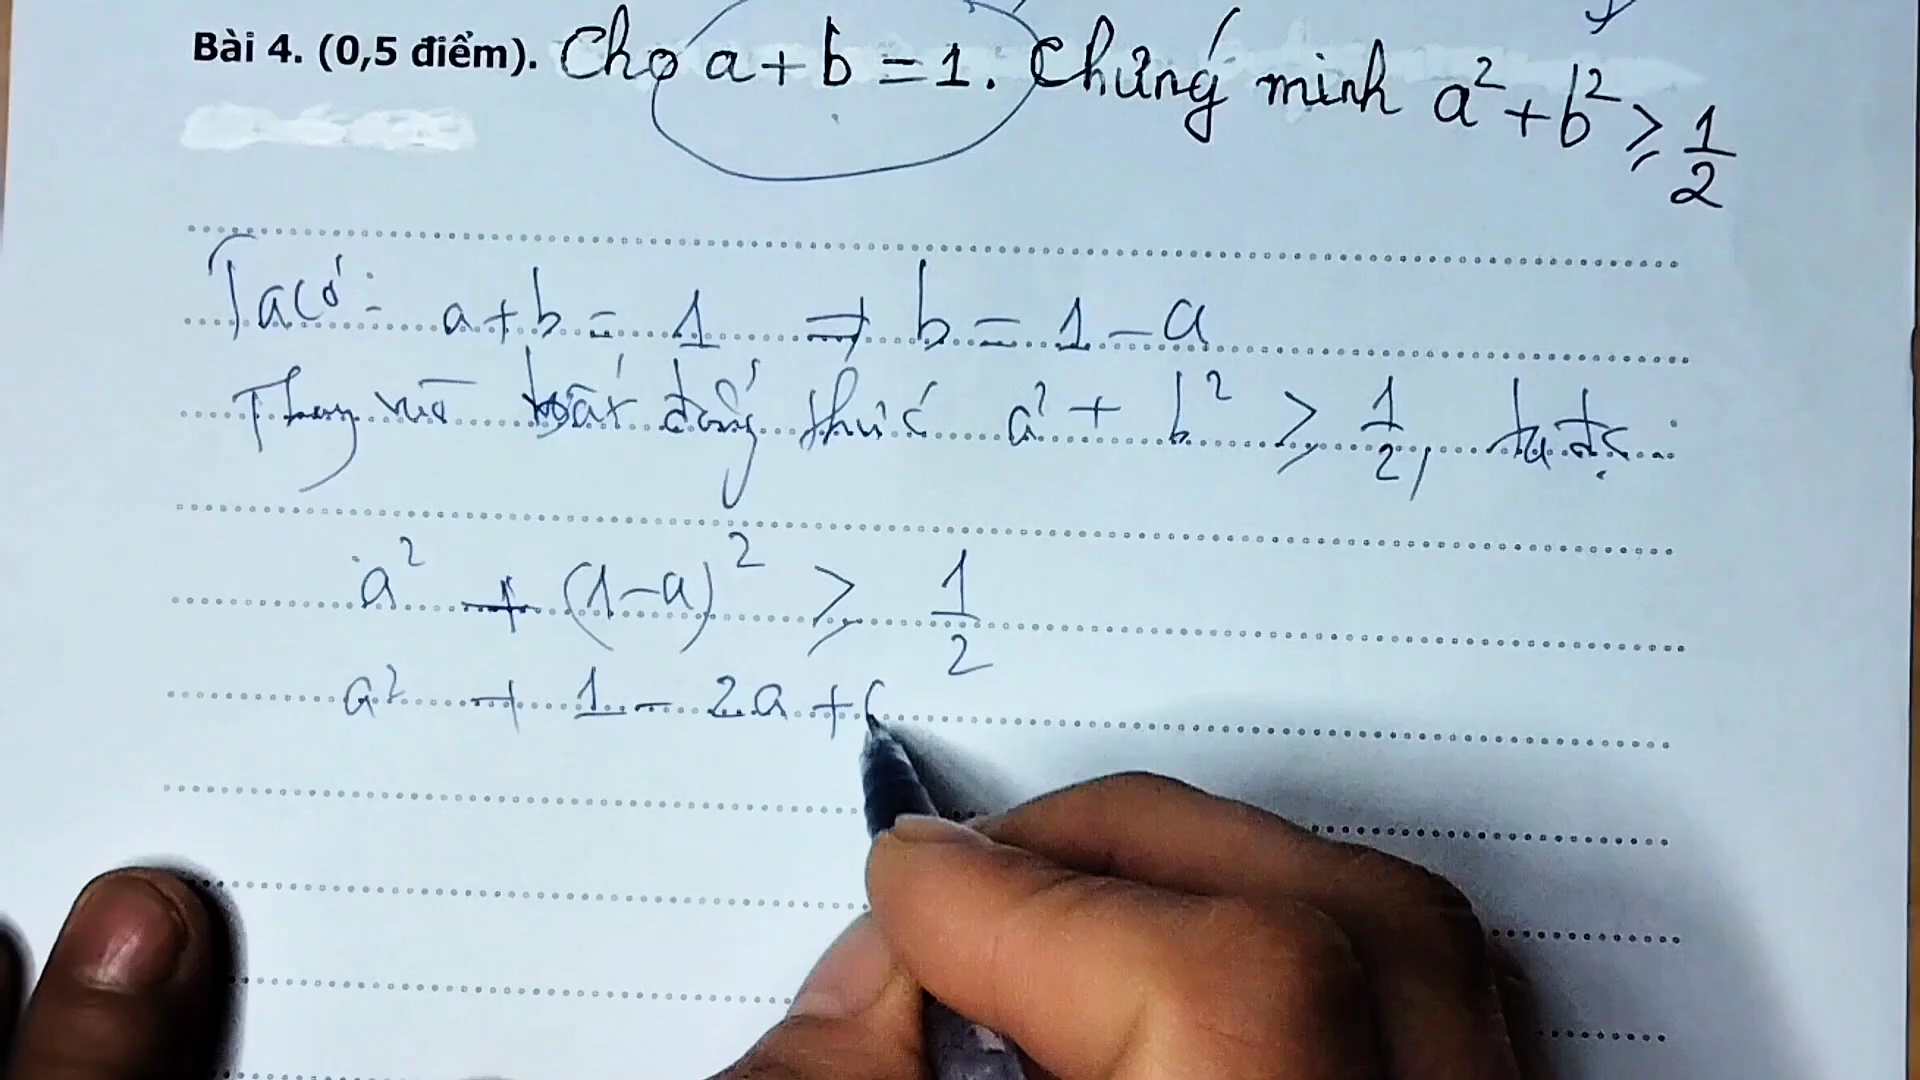 Bài 4. (0,5 điểm). Cho a + b = 1. Chứng minh a² + b² ≥ 1/2
Ta có: a + b = 1 ⇒ b = 1 - a
Thay vào bất đẳng thức a² + b² ≥ 1/2, ta đc:
a² + (1-a)² ≥ 1/2
a² + 1 - 2a +